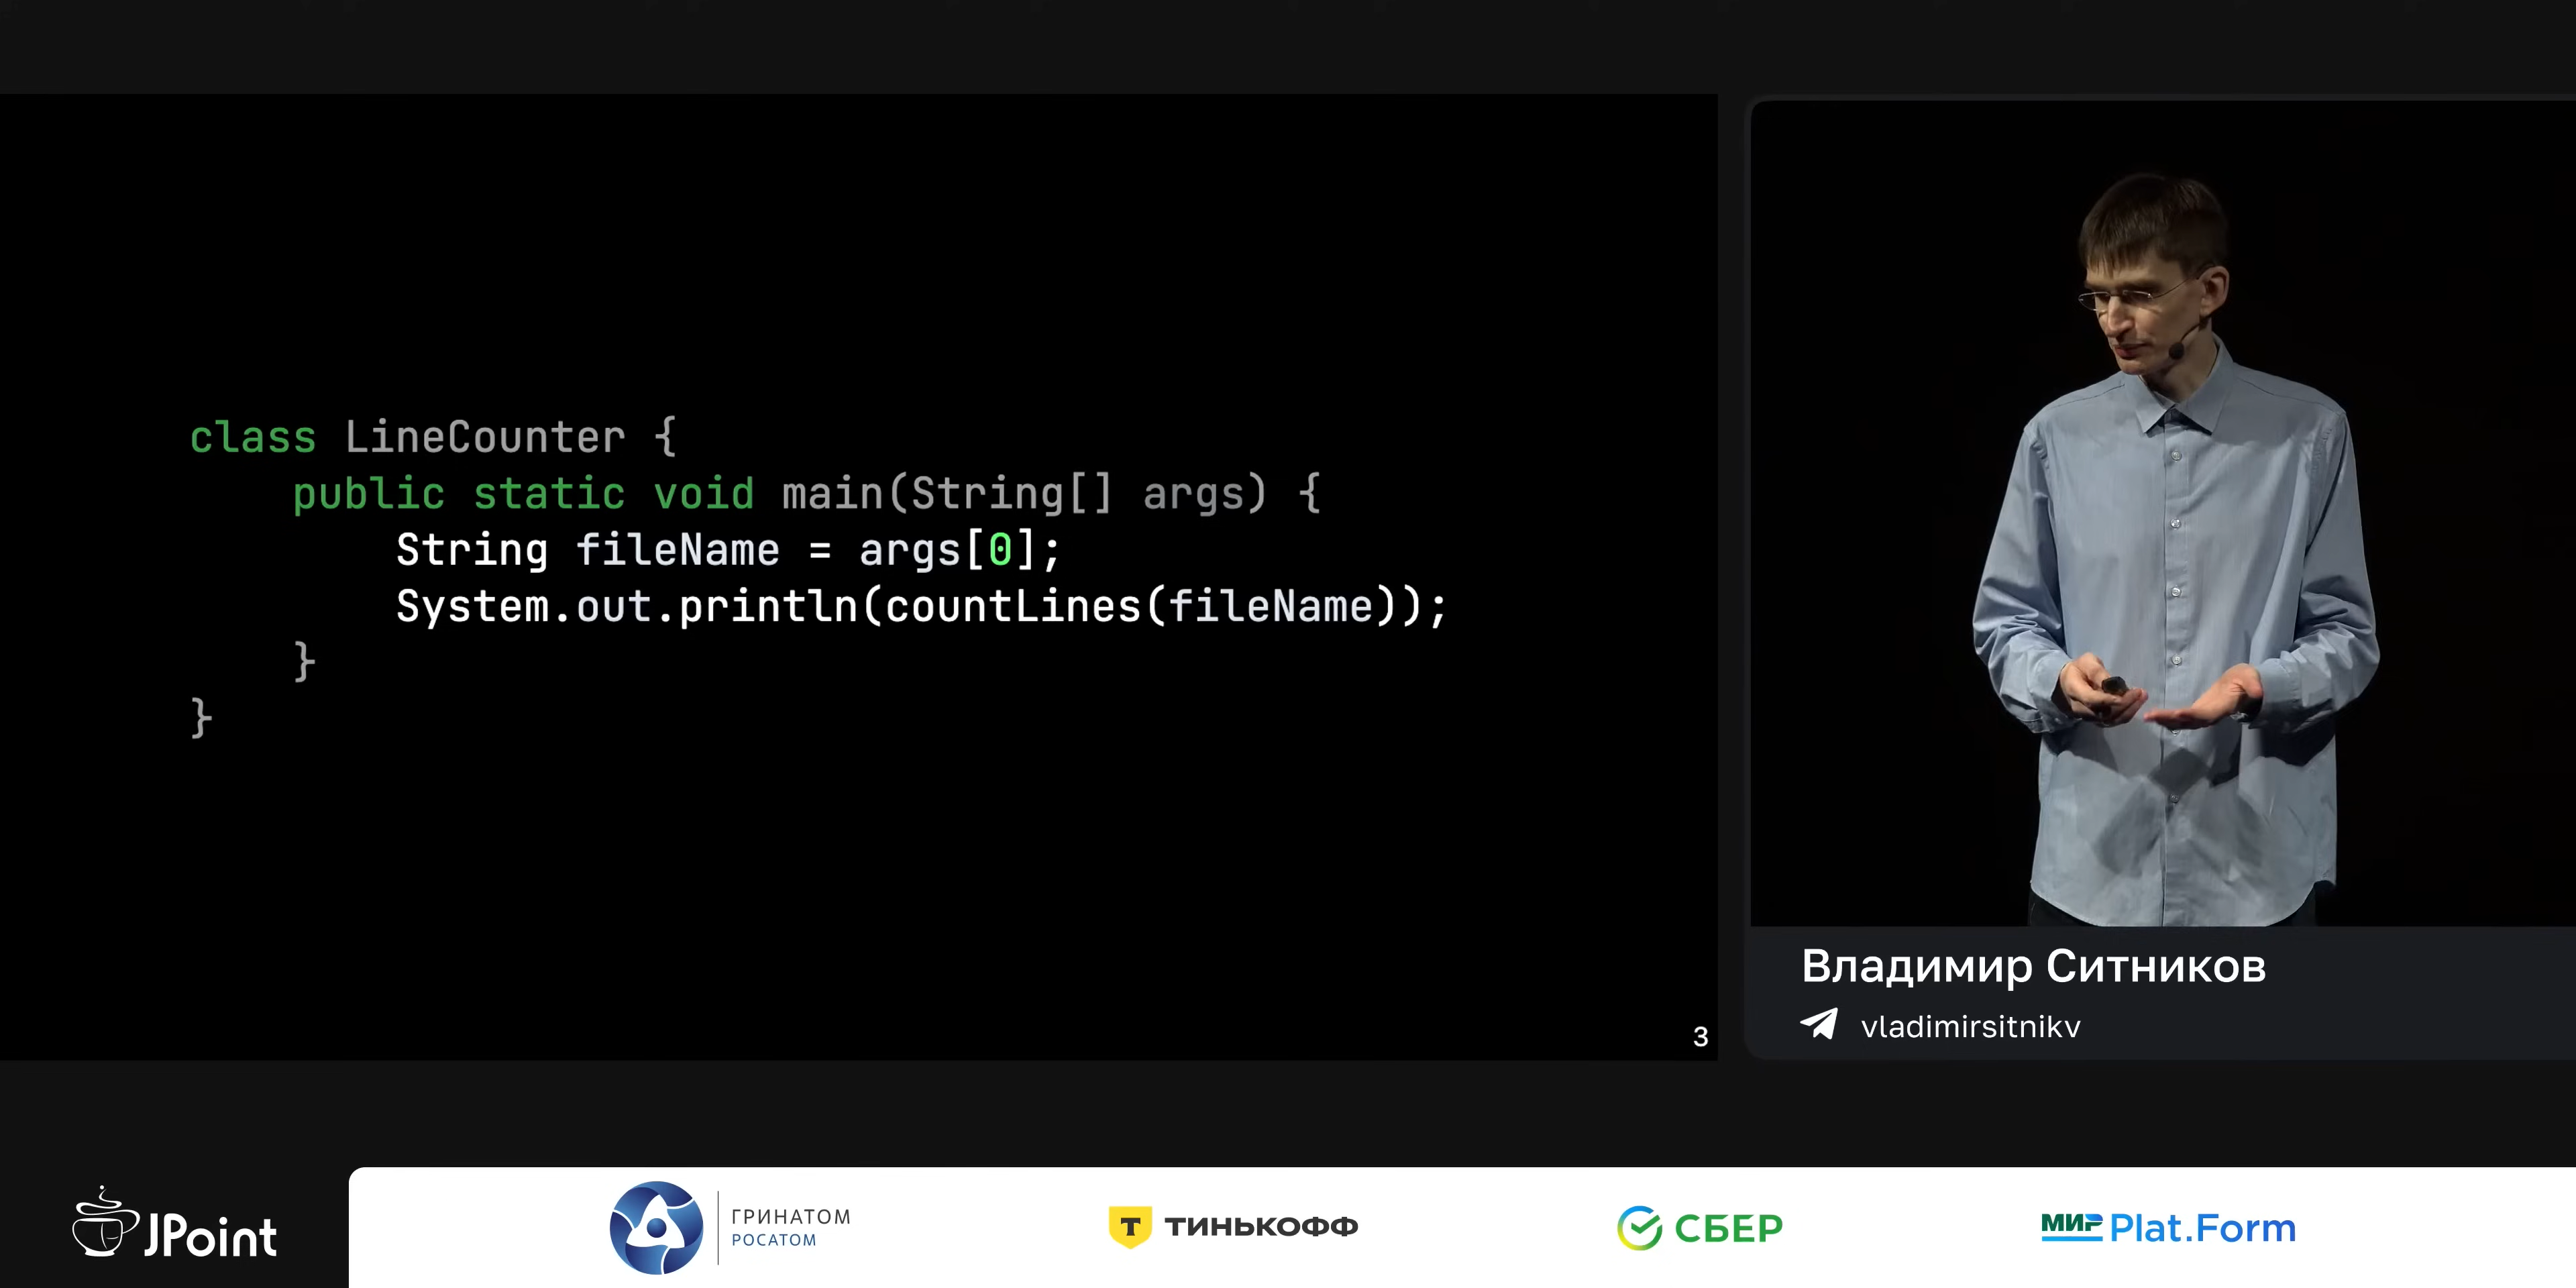 class LineCounter {
    public static void main(String[] args) {
        String fileName = args[0];
        System.out.println(countLines(fileName));
    }
}
3
Владимир Ситников
vladimirsitnikv
JPoint
ГРИНАТОМ
РОСАТОМ
Т ТИНЬКОФФ
СБЕР
МИР Plat.Form